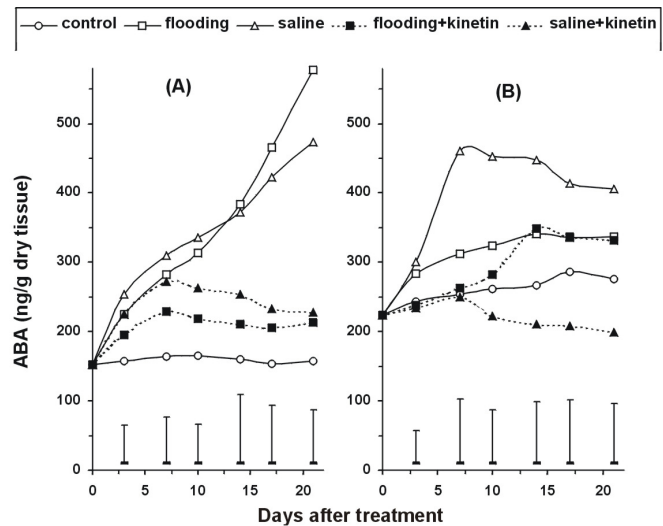 control flooding saline flooding+kinetin saline+kinetin
(A) (B)
ABA (ng/g dry tissue)
500 500
400 400
300 300
200 200
100 100
0 0
0 5 10 15 20 0 5 10 15 20
Days after treatment